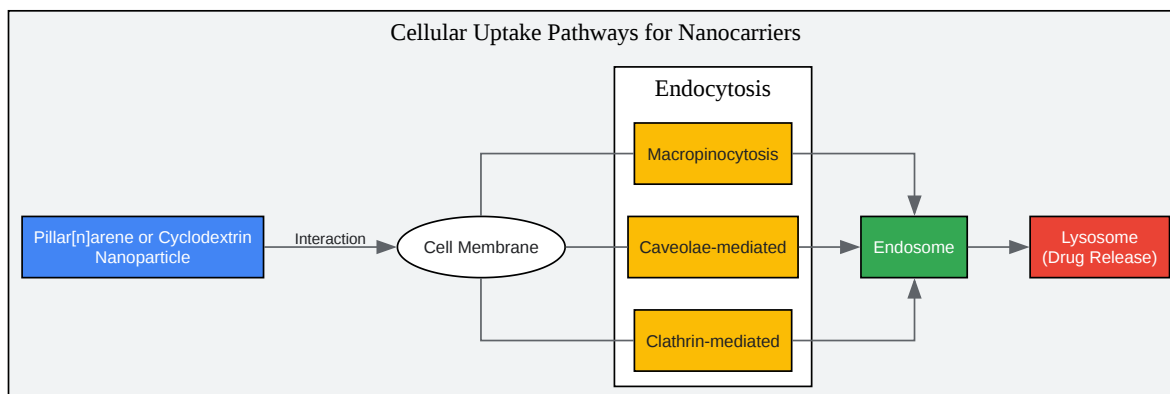 Cellular Uptake Pathways for Nanocarriers
Endocytosis
Macropinocytosis
Pillar[n]arene or Cyclodextrin
Nanoparticle
Interaction
Cell Membrane
Caveolae-mediated
Endosome
Lysosome
(Drug Release)
Clathrin-mediated